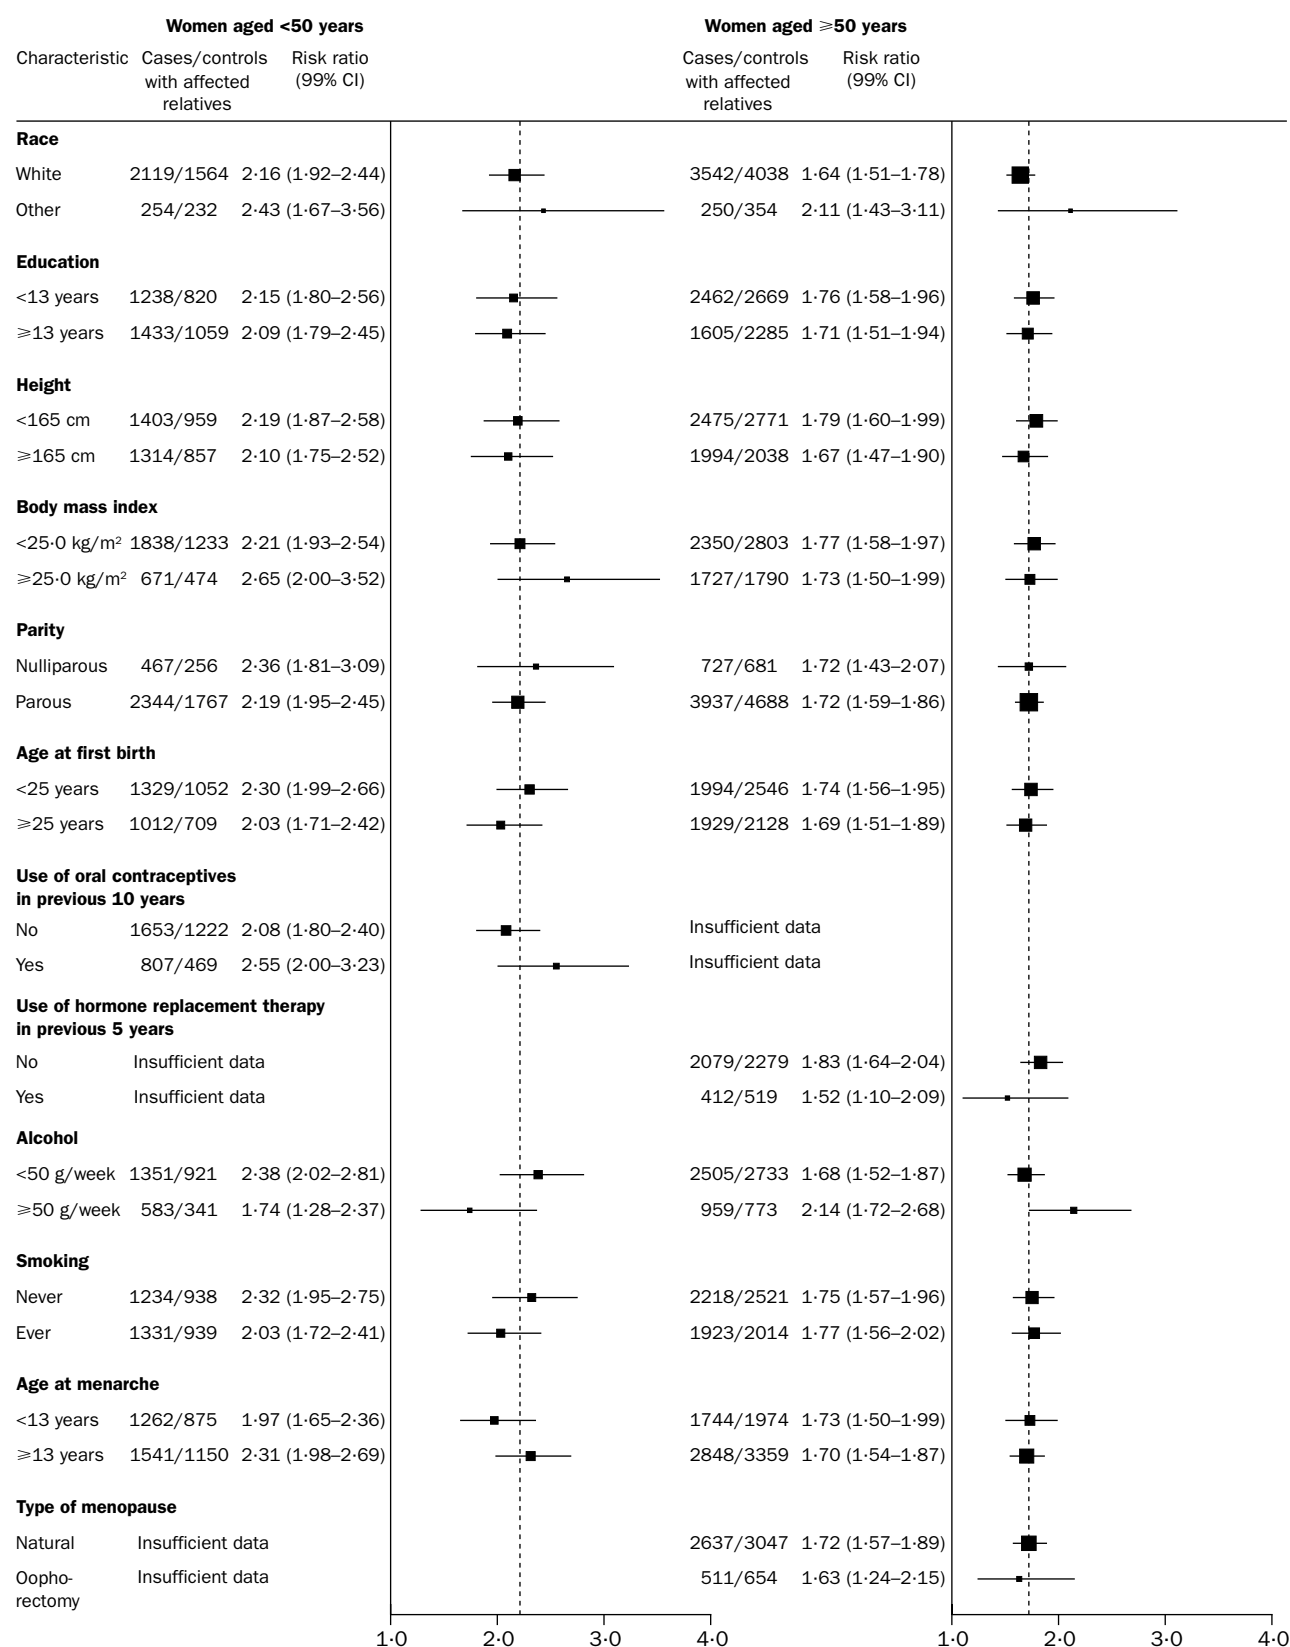 Women aged <50 years Women aged ⩾50 years
Characteristic Cases/controls Risk ratio Cases/controls Risk ratio
with affected (99% CI) with affected (99% CI)
relatives relatives
Race
White 2119/1564 2·16 (1·92–2·44) 3542/4038 1·64 (1·51–1·78)
Other 254/232 2·43 (1·67–3·56) 250/354 2·11 (1·43–3·11)
Education
<13 years 1238/820 2·15 (1·80–2·56) 2462/2669 1·76 (1·58–1·96)
⩾13 years 1433/1059 2·09 (1·79–2·45) 1605/2285 1·71 (1·51–1·94)
Height
<165 cm 1403/959 2·19 (1·87–2·58) 2475/2771 1·79 (1·60–1·99)
⩾165 cm 1314/857 2·10 (1·75–2·52) 1994/2038 1·67 (1·47–1·90)
Body mass index
<25·0 kg/m² 1838/1233 2·21 (1·93–2·54) 2350/2803 1·77 (1·58–1·97)
⩾25·0 kg/m² 671/474 2·65 (2·00–3·52) 1727/1790 1·73 (1·50–1·99)
Parity
Nulliparous 467/256 2·36 (1·81–3·09) 727/681 1·72 (1·43–2·07)
Parous 2344/1767 2·19 (1·95–2·45) 3937/4688 1·72 (1·59–1·86)
Age at first birth
<25 years 1329/1052 2·30 (1·99–2·66) 1994/2546 1·74 (1·56–1·95)
⩾25 years 1012/709 2·03 (1·71–2·42) 1929/2128 1·69 (1·51–1·89)
Use of oral contraceptives
in previous 10 years
No 1653/1222 2·08 (1·80–2·40) Insufficient data
Yes 807/469 2·55 (2·00–3·23) Insufficient data
Use of hormone replacement therapy
in previous 5 years
No Insufficient data 2079/2279 1·83 (1·64–2·04)
Yes Insufficient data 412/519 1·52 (1·10–2·09)
Alcohol
<50 g/week 1351/921 2·38 (2·02–2·81) 2505/2733 1·68 (1·52–1·87)
⩾50 g/week 583/341 1·74 (1·28–2·37) 959/773 2·14 (1·72–2·68)
Smoking
Never 1234/938 2·32 (1·95–2·75) 2218/2521 1·75 (1·57–1·96)
Ever 1331/939 2·03 (1·72–2·41) 1923/2014 1·77 (1·56–2·02)
Age at menarche
<13 years 1262/875 1·97 (1·65–2·36) 1744/1974 1·73 (1·50–1·99)
⩾13 years 1541/1150 2·31 (1·98–2·69) 2848/3359 1·70 (1·54–1·87)
Type of menopause
Natural Insufficient data 2637/3047 1·72 (1·57–1·89)
Oopho- Insufficient data 511/654 1·63 (1·24–2·15)
rectomy
1·0 2·0 3·0 4·0 1·0 2·0 3·0 4·0